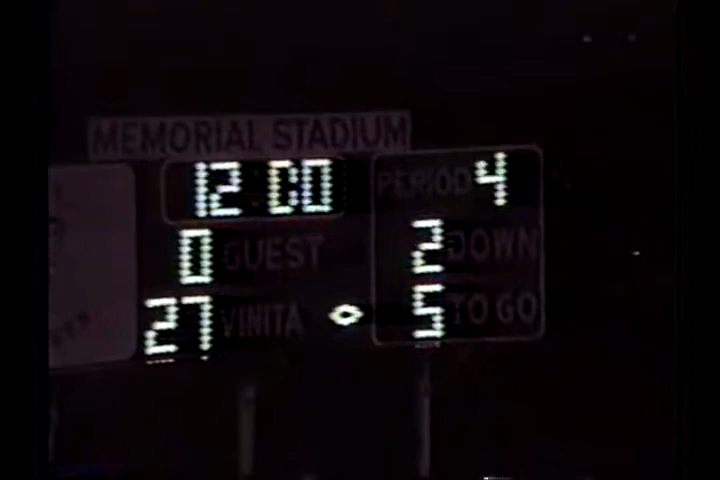 MEMORIAL STADIUM
12:00 PERIOD 4
0 GUEST 2 DOWN
27 VINITA 5 TO GO